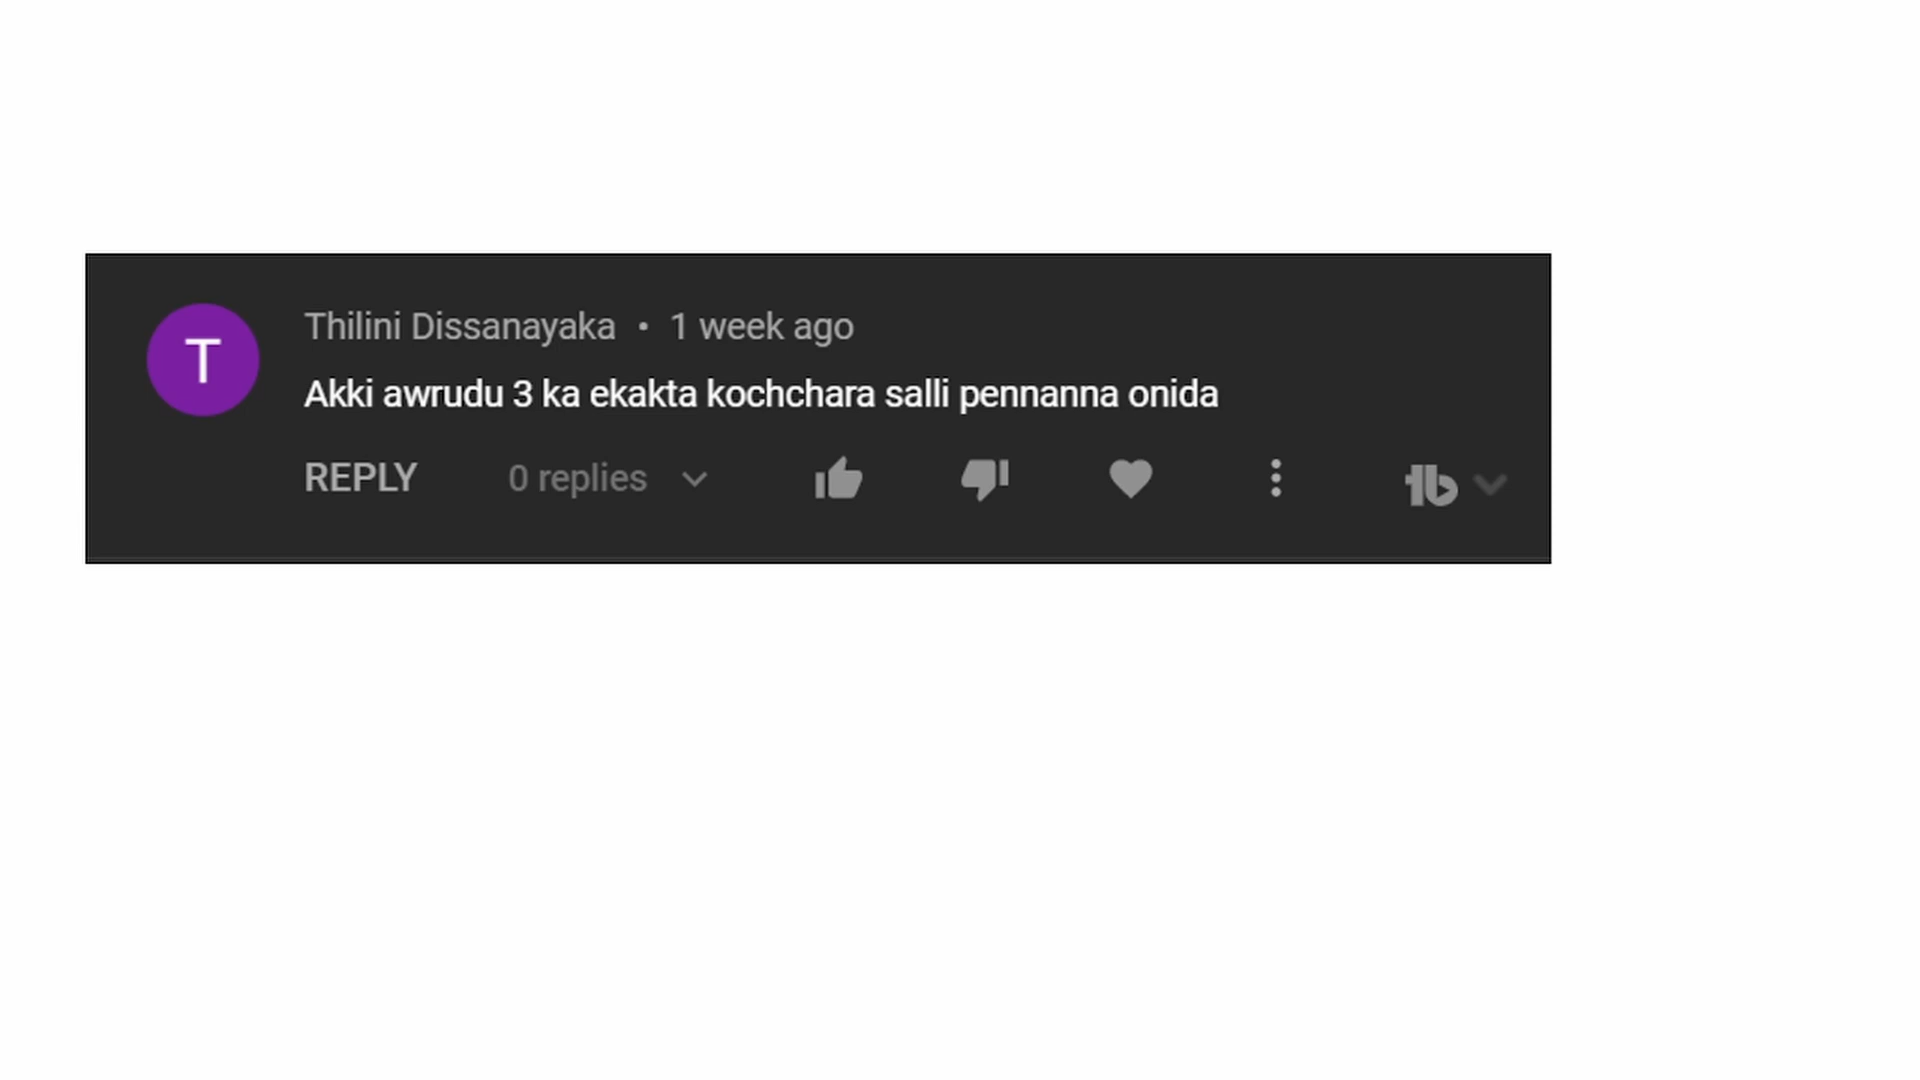 T
Thilini Dissanayaka • 1 week ago
Akki awrudu 3 ka ekakta kochchara salli pennanna onida
REPLY 0 replies